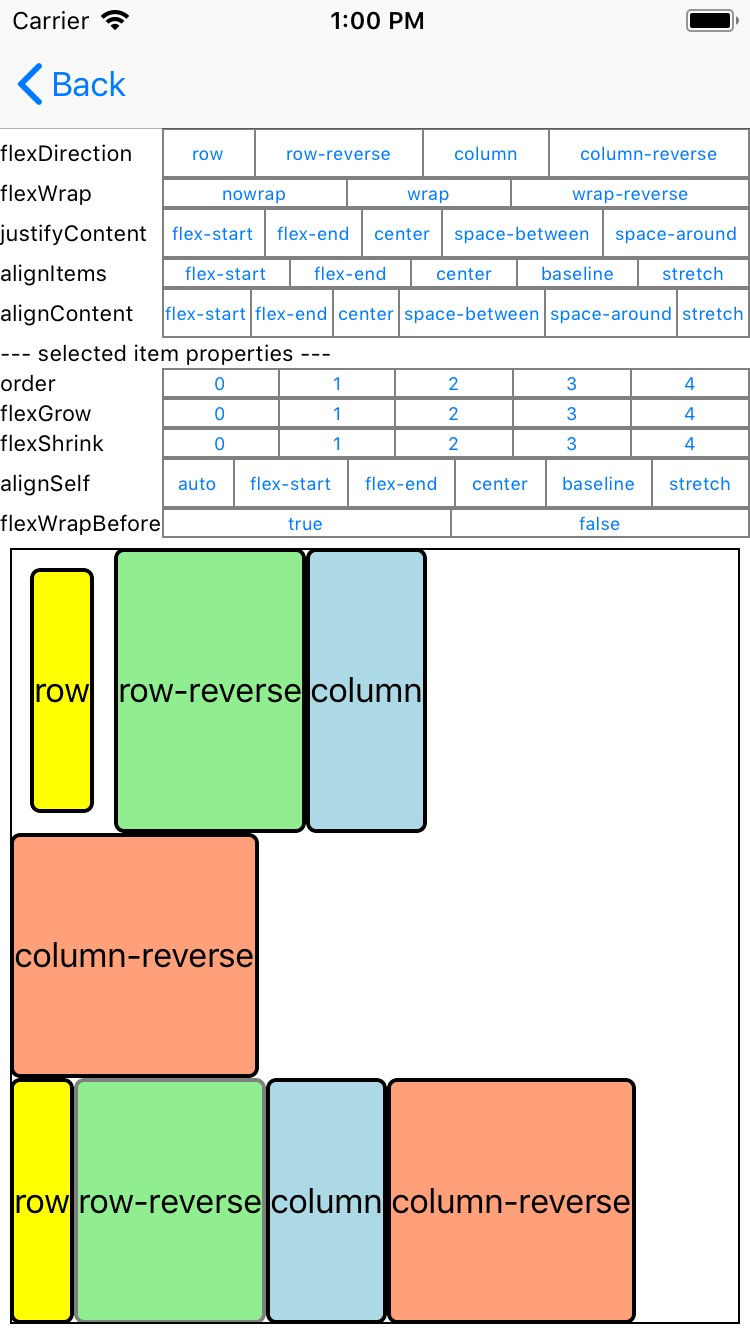 Carrier 1:00 PM
Back
flexDirection row row-reverse column column-reverse
flexWrap nowrap wrap wrap-reverse
justifyContent flex-start flex-end center space-between space-around
alignItems flex-start flex-end center baseline stretch
alignContent flex-start flex-end center space-between space-around stretch
--- selected item properties ---
order 0 1 2 3 4
flexGrow 0 1 2 3 4
flexShrink 0 1 2 3 4
alignSelf auto flex-start flex-end center baseline stretch
flexWrapBefore true false
row row-reverse column
column-reverse
row row-reverse column column-reverse